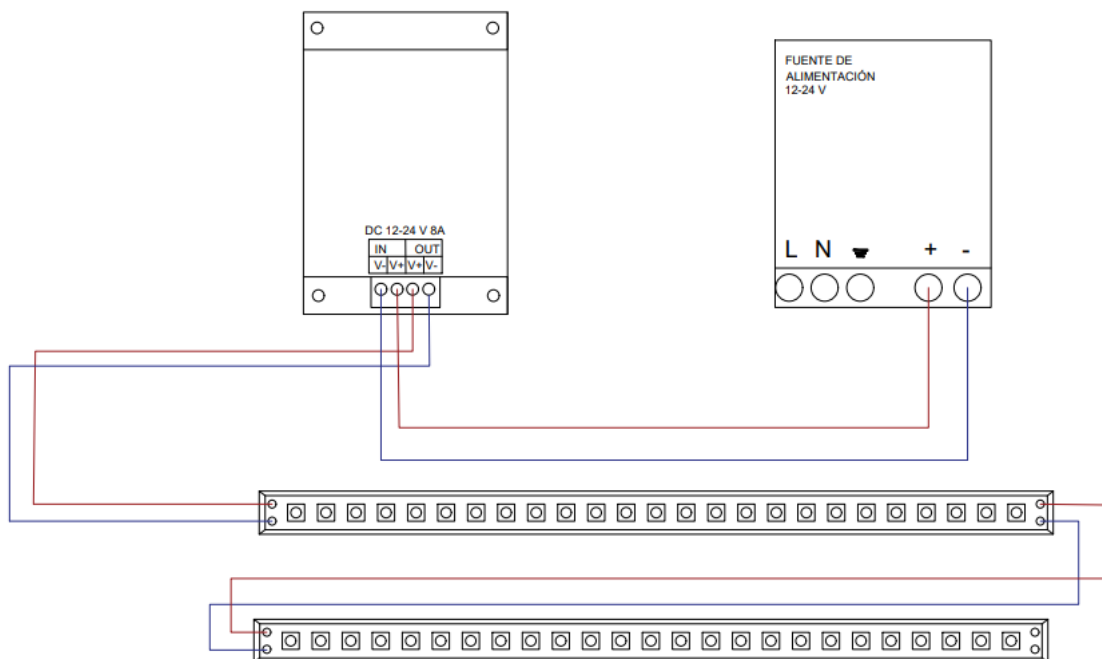 FUENTE DE
ALIMENTACIÓN
12-24 V
DC 12-24 V 8A
IN OUT
V- V+ V+ V-
L N + -